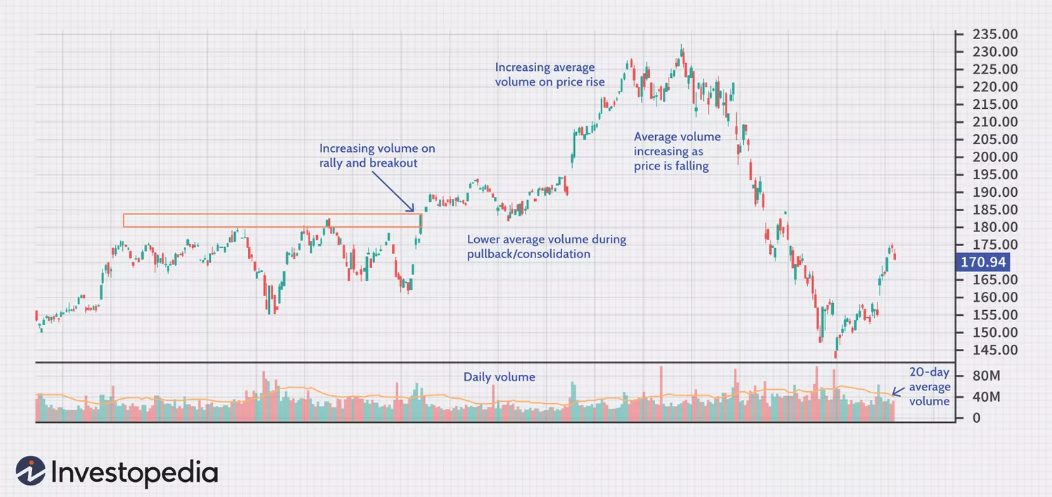 235.00
230.00
225.00
220.00
215.00
210.00
205.00
200.00
195.00
190.00
185.00
180.00
175.00
170.94
165.00
160.00
155.00
150.00
145.00
Increasing average
volume on price rise
Average volume
increasing as
price is falling
Increasing volume on
rally and breakout
Lower average volume during
pullback/consolidation
Daily volume
20-day
average
volume
80M
40M
0
Investopedia